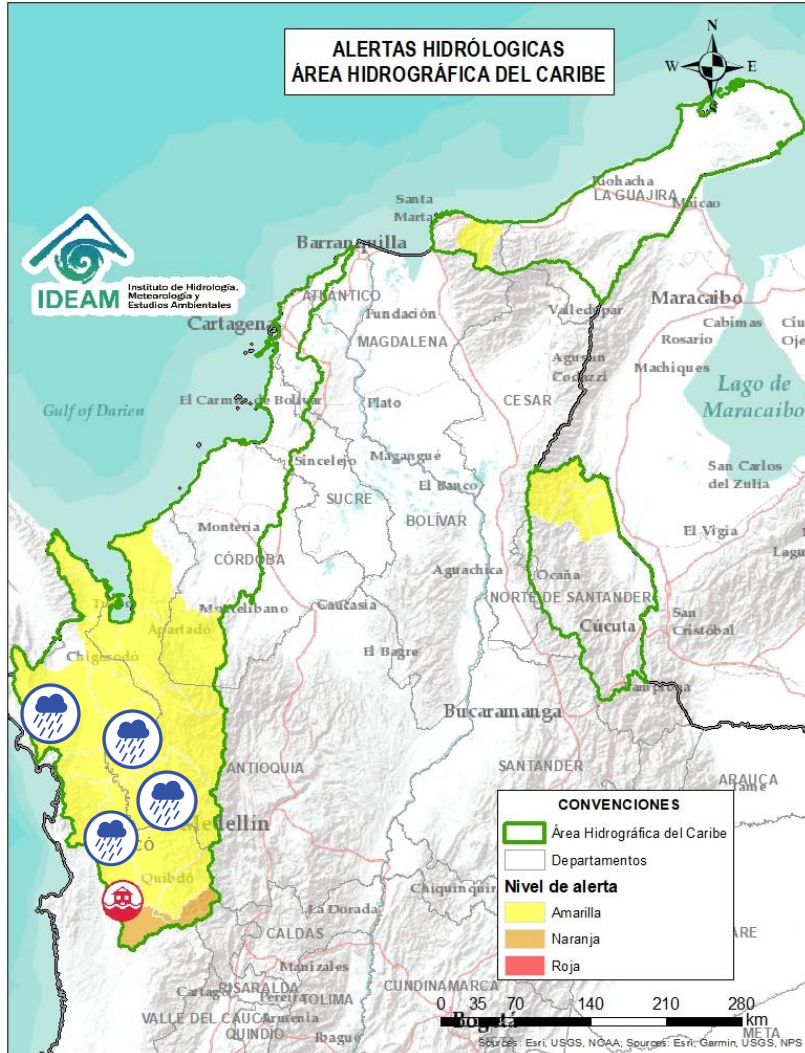 ALERTAS HIDRÓLOGICAS
ÁREA HIDROGRÁFICA DEL CARIBE
N
W
E
S
Riohacha
LA GUAJIRA
Maicao
Santa
Marta
Barranquilla
IDEAM
Instituto de Hidrología,
Meteorología y
Estudios Ambientales
ATLÁNTICO
Maracaibo
Fundación
Valledupar
Cabimas
Cartagena
MAGDALENA
Rosario
Agustín
Codazzi
Machiques
Gulf of Darien
El Carmen de Bolívar
Plato
CESAR
Lago de
Maracaibo
Sincelejo
Magangué
San Carlos
del Zulia
SUCRE
El Banco
BOLÍVAR
Montería
El Vigía
CÓRDOBA
Aguachica
Ocaña
Turbo
Montelíbano
Caucasia
NORTE DE SANTANDER
Apartadó
Cúcuta
San
Cristóbal
Chigorodó
El Bagre
Pamplona
Bucaramanga
ANTIOQUIA
SANTANDER
ARAUCA
Tame
Medellín
CONVENCIONES
Área Hidrográfica del Caribe
Departamentos
Nivel de alerta
Amarilla
Naranja
Roja
Quibdó
La Dorada
CALDAS
Manizales
RISARALDA
CUNDINAMARCA
Cartago
Pereira
TOLIMA
VALLE DEL CAUCA
Armenia
QUINDÍO
Ibagué
Bogotá
META
0 35 70 140 210 280
km
Sources: Esri, USGS, NOAA; Sources: Esri, Garmin, USGS, NPS